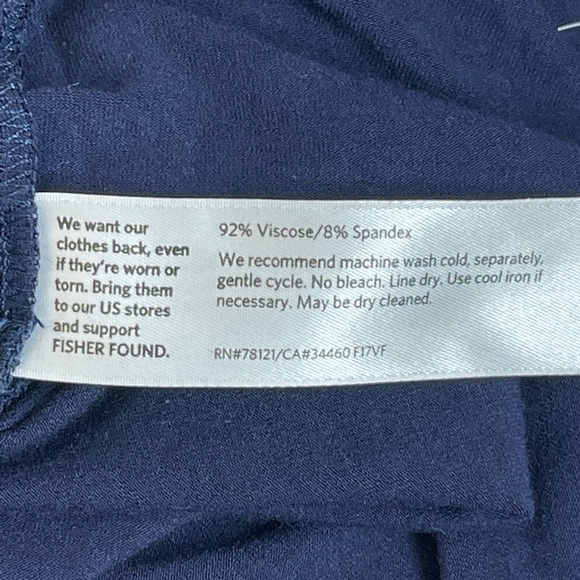 We want our
clothes back, even
if they're worn or
torn. Bring them
to our US stores
and support
FISHER FOUND.
92% Viscose/8% Spandex
We recommend machine wash cold, separately,
gentle cycle. No bleach. Line dry. Use cool iron if
necessary. May be dry cleaned.
RN#78121/CA#34460 F17VF